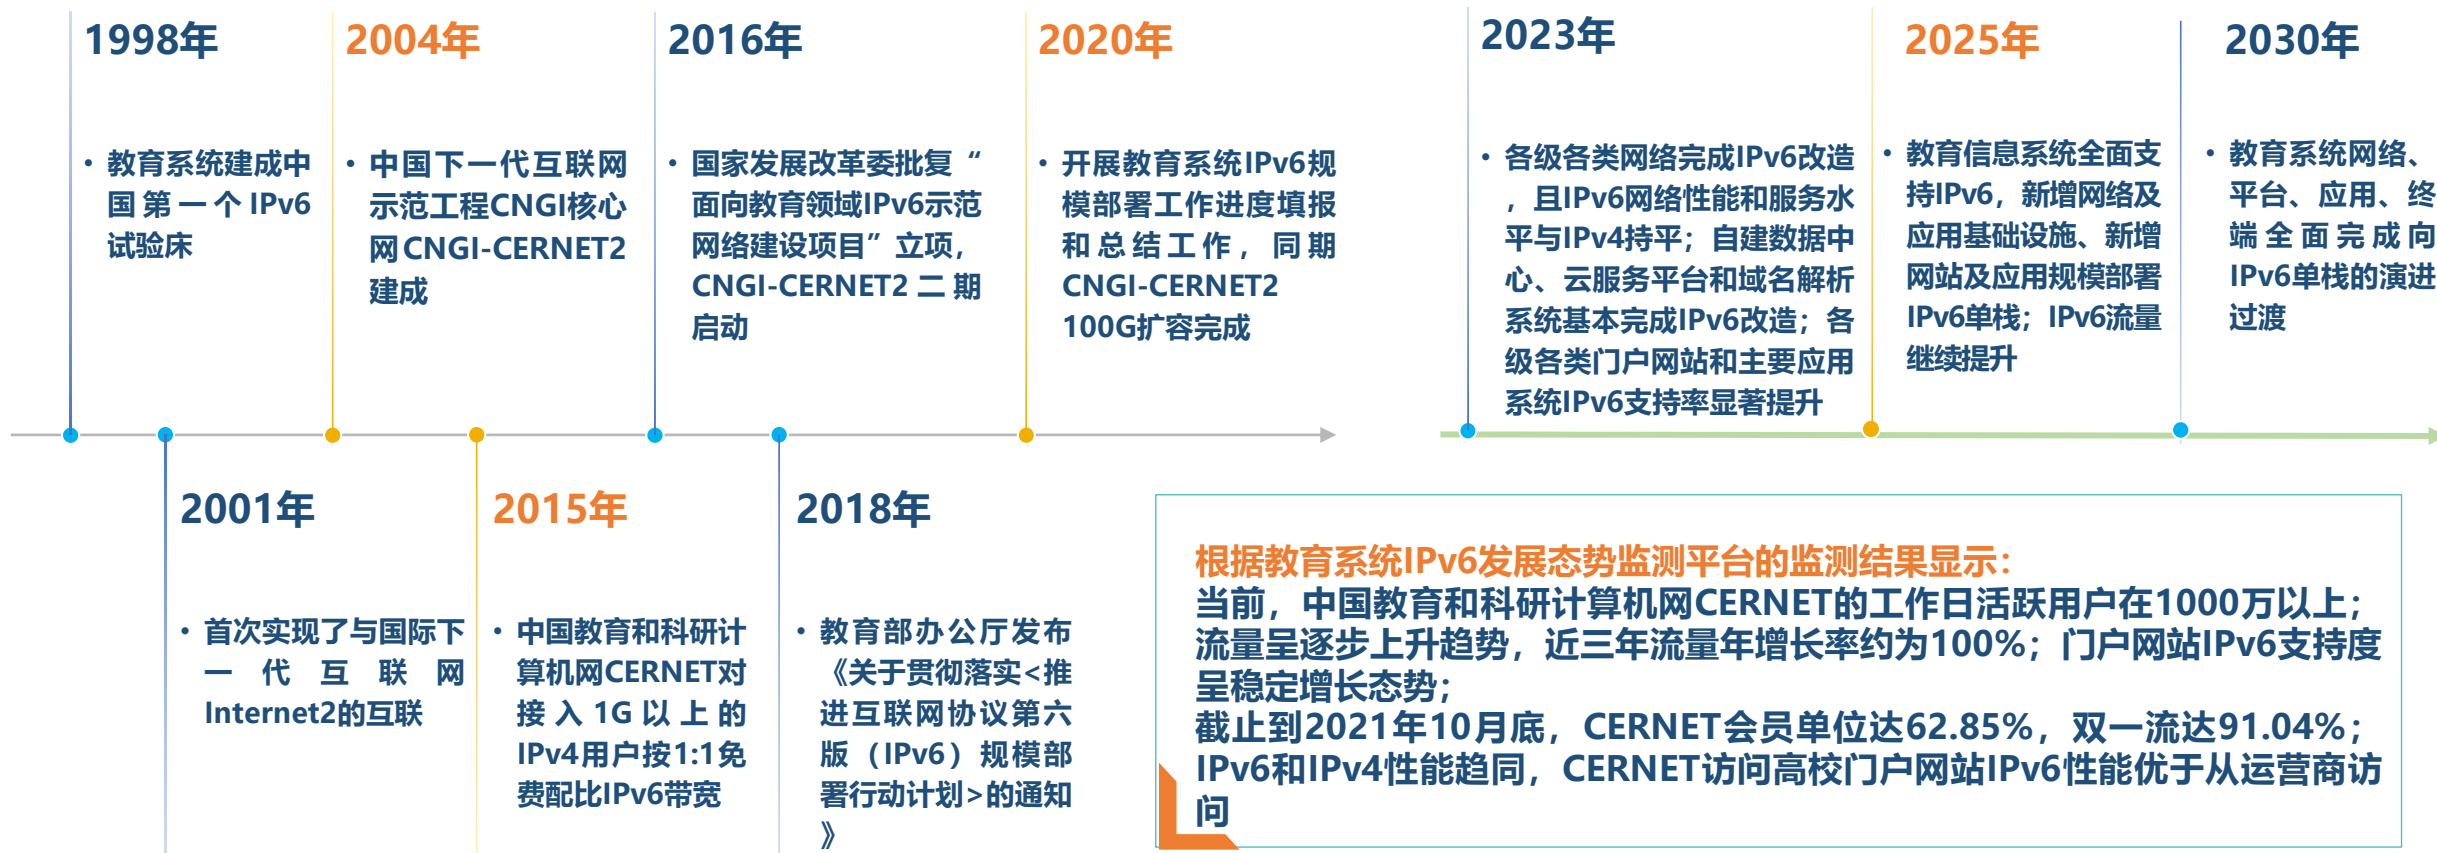 1998年
• 教育系统建成中
国第一个IPv6
试验床
2004年
• 中国下一代互联网
示范工程CNGI核心
网CNGI-CERNET2
建成
2016年
• 国家发展改革委批复“
面向教育领域IPv6示范
网络建设项目”立项，
CNGI-CERNET2二期
启动
2020年
• 开展教育系统IPv6规
模部署工作进度填报
和总结工作，同期
CNGI-CERNET2
100G扩容完成
2023年
• 各级各类网络完成IPv6改造
，且IPv6网络性能和服务水
平与IPv4持平；自建数据中
心、云服务平台和域名解析
系统基本完成IPv6改造；各
级各类门户网站和主要应用
系统IPv6支持率显著提升
2025年
• 教育信息系统全面支
持IPv6，新增网络及
应用基础设施、新增
网站及应用规模部署
IPv6单栈；IPv6流量
继续提升
2030年
• 教育系统网络、
平台、应用、终
端全面完成向
IPv6单栈的演进
过渡
2001年
• 首次实现了与国际下
一代互联网
Internet2的互联
2015年
• 中国教育和科研计
算机网CERNET对
接入1G以上的
IPv4用户按1:1免
费配比IPv6带宽
2018年
• 教育部办公厅发布
《关于贯彻落实<推
进互联网协议第六
版（IPv6）规模部
署行动计划>的通知
》
根据教育系统IPv6发展态势监测平台的监测结果显示：
当前，中国教育和科研计算机网CERNET的工作日活跃用户在1000万以上；
流量呈逐步上升趋势，近三年流量年增长率约为100%；门户网站IPv6支持度
呈稳定增长态势；
截止到2021年10月底，CERNET会员单位达62.85%，双一流达91.04%；
IPv6和IPv4性能趋同，CERNET访问高校门户网站IPv6性能优于从运营商访
问